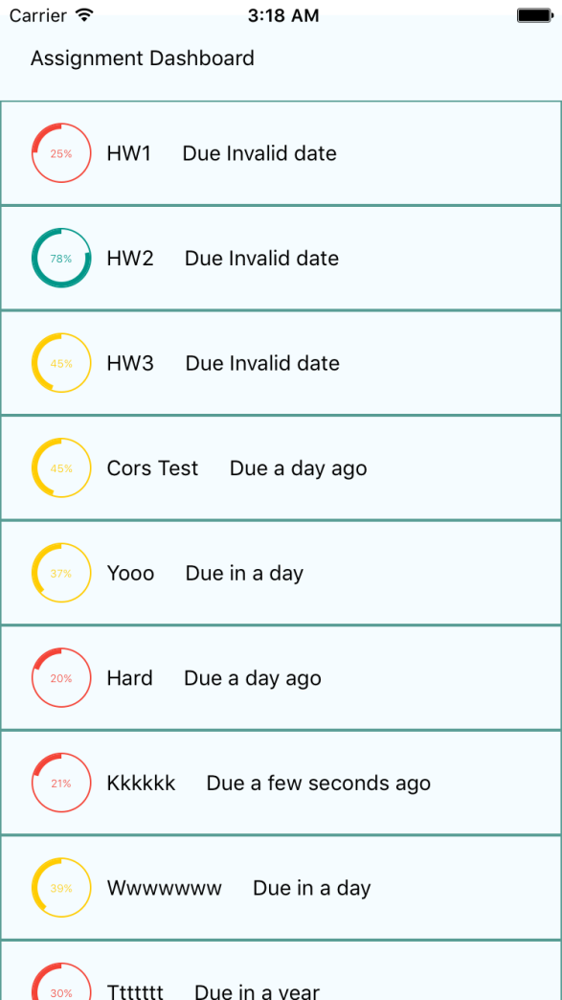 Carrier 3:18 AM
Assignment Dashboard
25% HW1 Due Invalid date
78% HW2 Due Invalid date
45% HW3 Due Invalid date
45% Cors Test Due a day ago
37% Yooo Due in a day
20% Hard Due a day ago
21% Kkkkkk Due a few seconds ago
39% Wwwwwww Due in a day
30% Ttttttt Due in a year